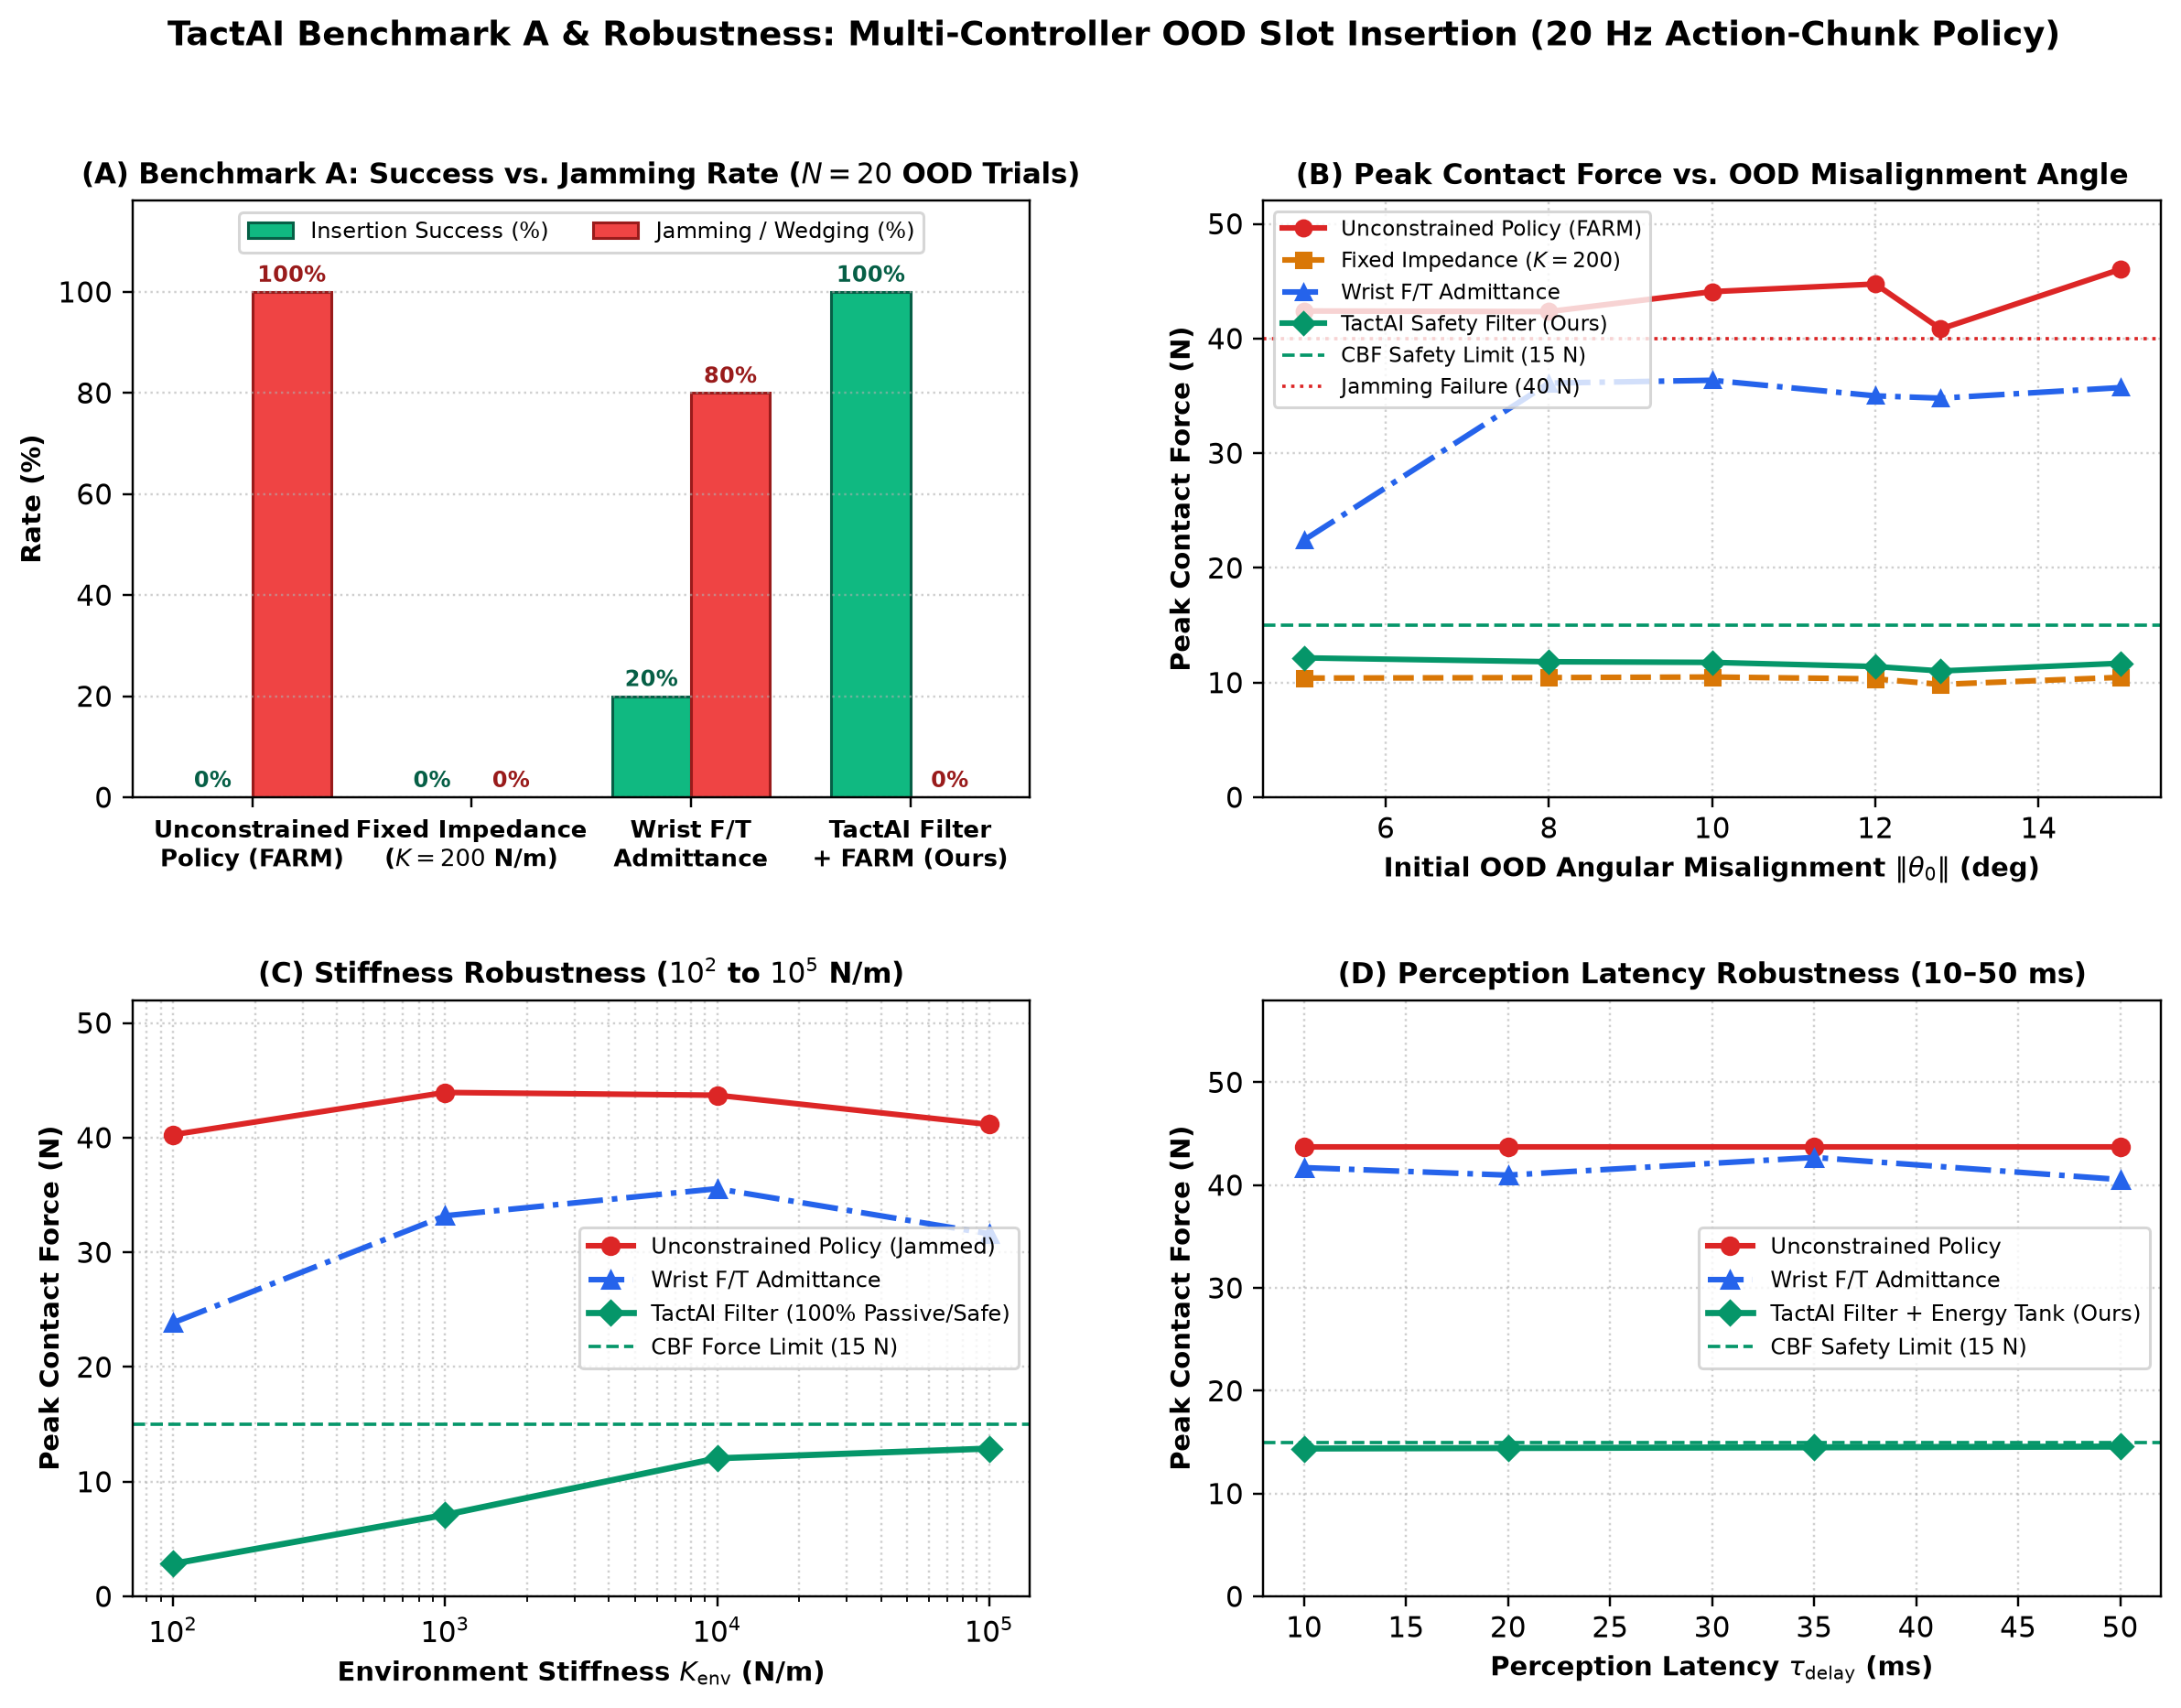 TactAI Benchmark A & Robustness: Multi-Controller OOD Slot Insertion (20 Hz Action-Chunk Policy)
(A) Benchmark A: Success vs. Jamming Rate (N = 20 OOD Trials)
Insertion Success (%)
Jamming / Wedging (%)
Rate (%)
100
80
60
40
20
0
0%
100%
0%
0%
20%
80%
100%
0%
Unconstrained
Policy (FARM)
Fixed Impedance
(K = 200 N/m)
Wrist F/T
Admittance
TactAI Filter
+ FARM (Ours)
(B) Peak Contact Force vs. OOD Misalignment Angle
Unconstrained Policy (FARM)
Fixed Impedance (K = 200)
Wrist F/T Admittance
TactAI Safety Filter (Ours)
CBF Safety Limit (15 N)
Jamming Failure (40 N)
Peak Contact Force (N)
50
40
30
20
10
0
6
8
10
12
14
Initial OOD Angular Misalignment ‖θ₀‖ (deg)
(C) Stiffness Robustness (10² to 10⁵ N/m)
Peak Contact Force (N)
50
40
30
20
10
0
Unconstrained Policy (Jammed)
Wrist F/T Admittance
TactAI Filter (100% Passive/Safe)
CBF Force Limit (15 N)
10²
10³
10⁴
10⁵
Environment Stiffness K_env (N/m)
(D) Perception Latency Robustness (10–50 ms)
Peak Contact Force (N)
50
40
30
20
10
0
Unconstrained Policy
Wrist F/T Admittance
TactAI Filter + Energy Tank (Ours)
CBF Safety Limit (15 N)
10
15
20
25
30
35
40
45
50
Perception Latency τ_delay (ms)